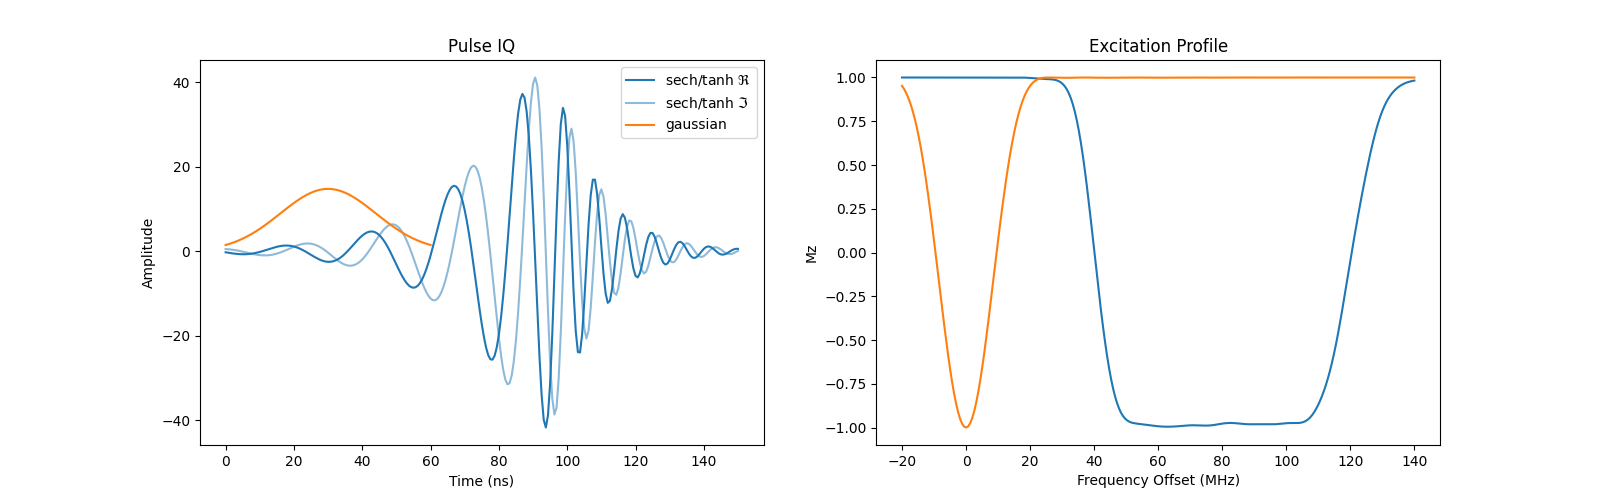 Pulse IQ
Excitation Profile
sech/tanh ℜ
sech/tanh ℑ
gaussian
40
20
0
−20
−40
Amplitude
0 20 40 60 80 100 120 140
Time (ns)
1.00
0.75
0.50
0.25
0.00
−0.25
−0.50
−0.75
−1.00
Mz
−20 0 20 40 60 80 100 120 140
Frequency Offset (MHz)